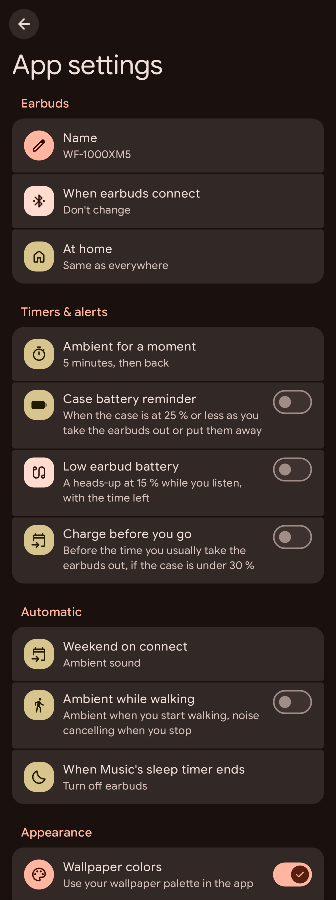 App settings
Earbuds
Name
WF-1000XM5
When earbuds connect
Don't change
At home
Same as everywhere
Timers & alerts
Ambient for a moment
5 minutes, then back
Case battery reminder
When the case is at 25 % or less as you
take the earbuds out or put them away
Low earbud battery
A heads-up at 15 % while you listen,
with the time left
Charge before you go
Before the time you usually take the
earbuds out, if the case is under 30 %
Automatic
Weekend on connect
Ambient sound
Ambient while walking
Ambient when you start walking, noise
cancelling when you stop
When Music's sleep timer ends
Turn off earbuds
Appearance
Wallpaper colors
Use your wallpaper palette in the app